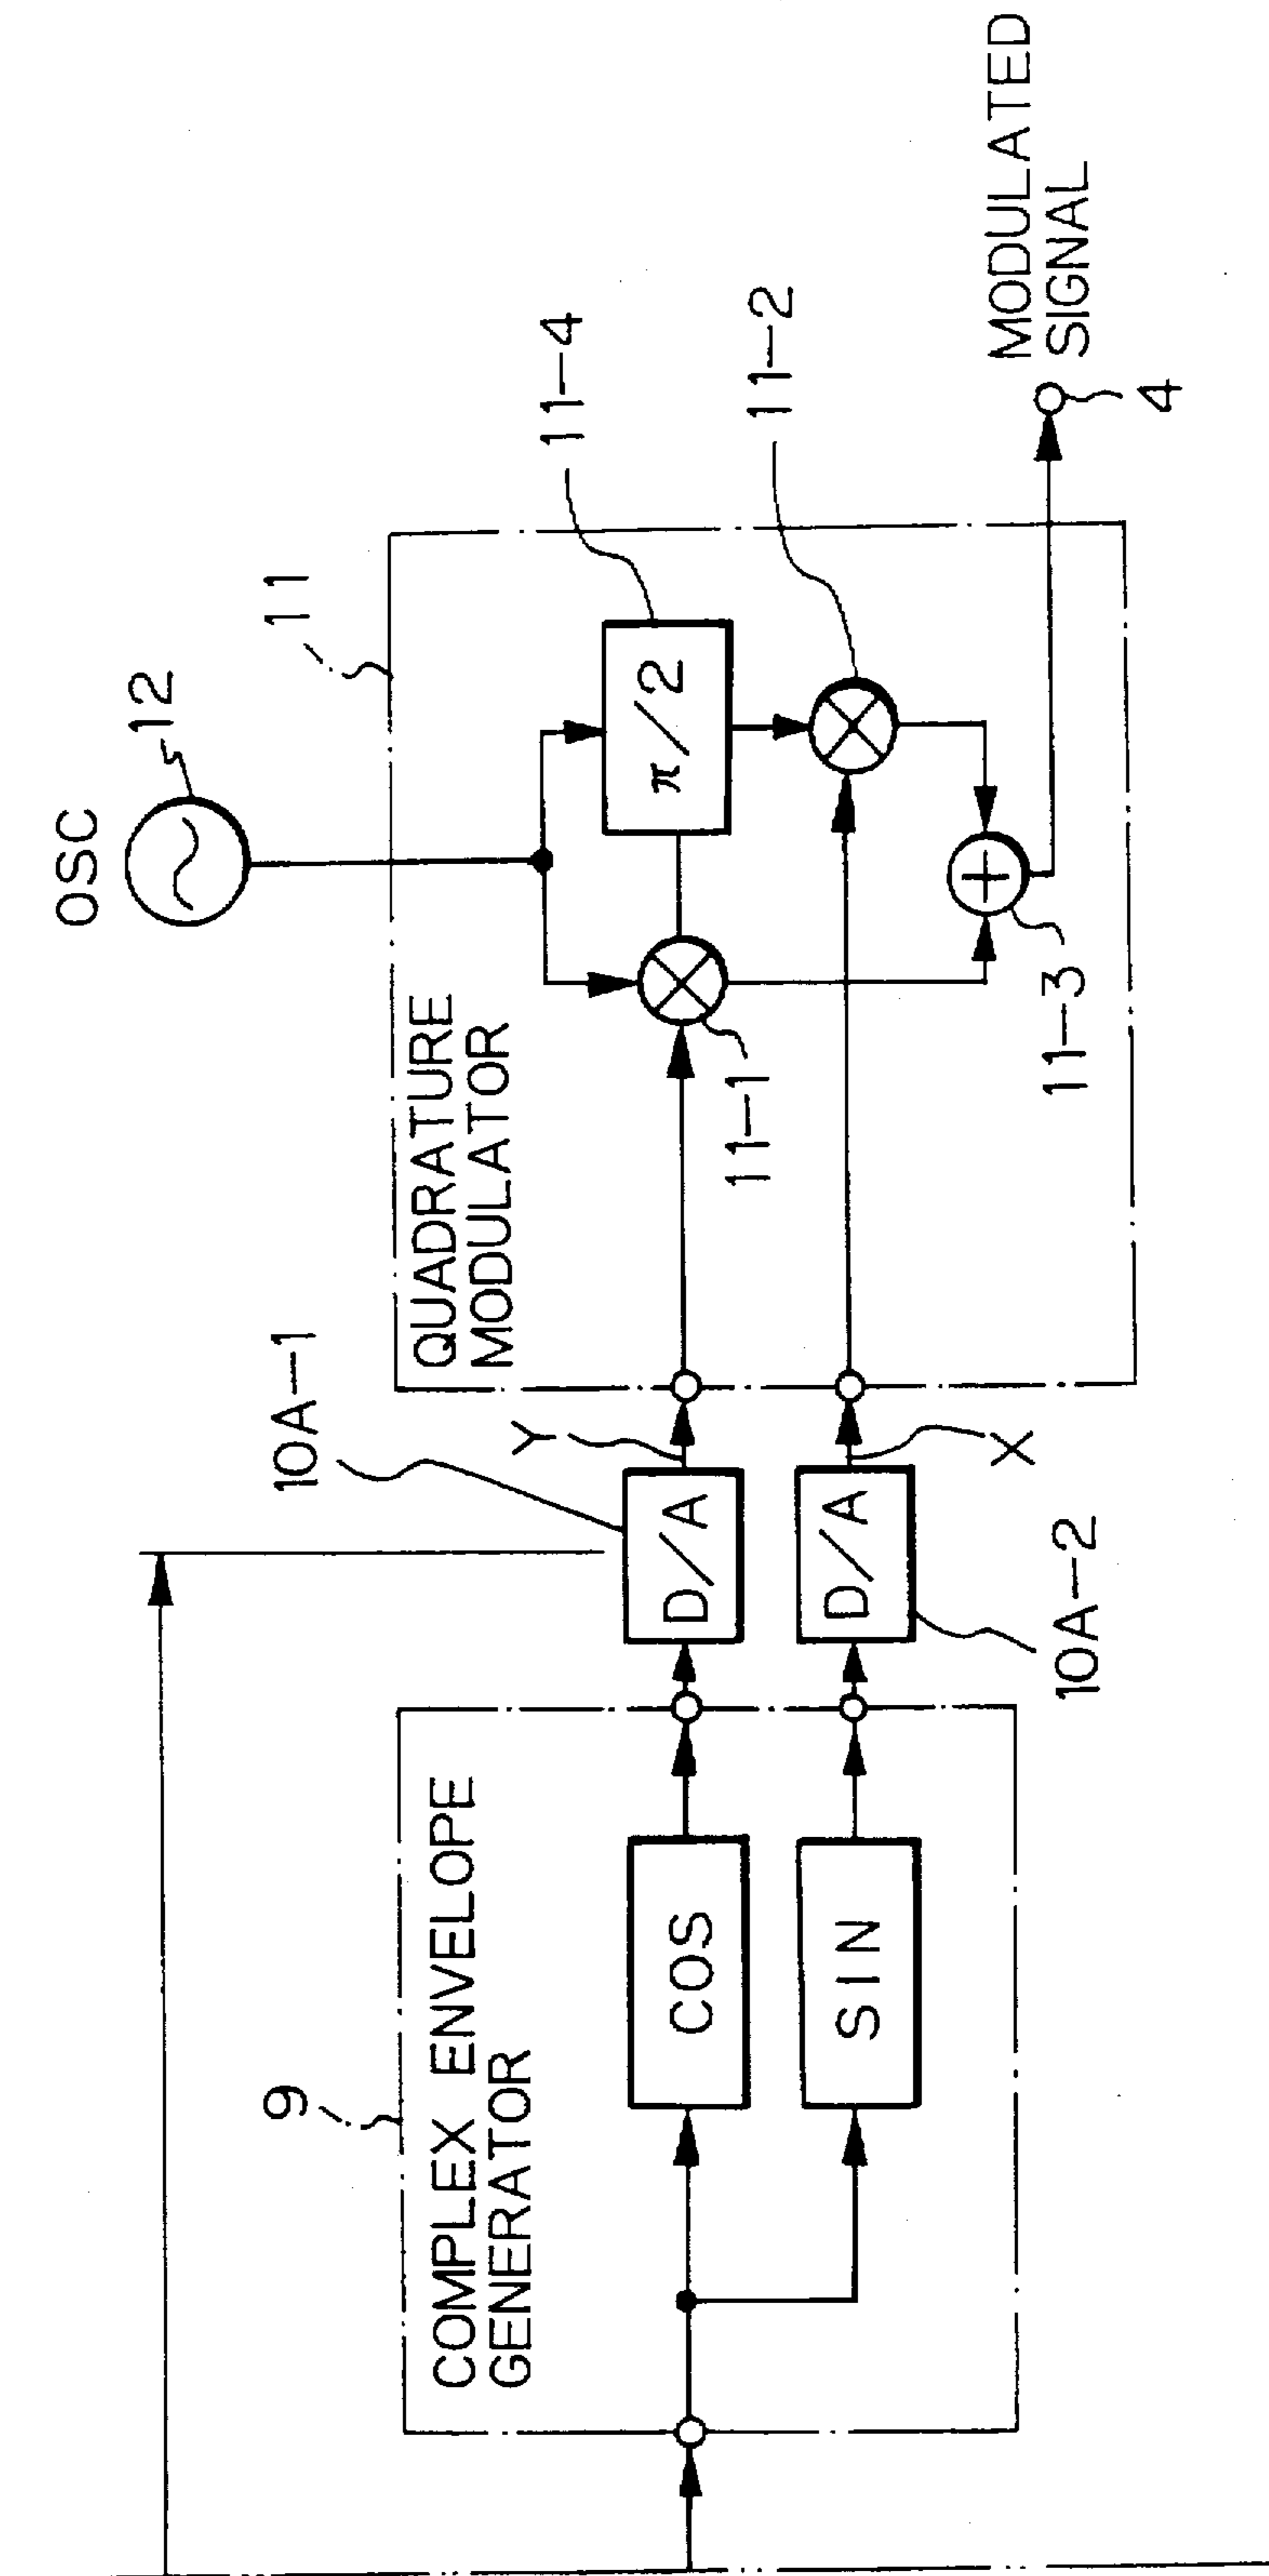 OSC
12
11
QUADRATURE
MODULATOR
π/2
11-4
11-2
11-1
11-3
MODULATED
SIGNAL
4
10A-1
Y
D/A
D/A
X
10A-2
9
COMPLEX ENVELOPE
GENERATOR
COS
SIN